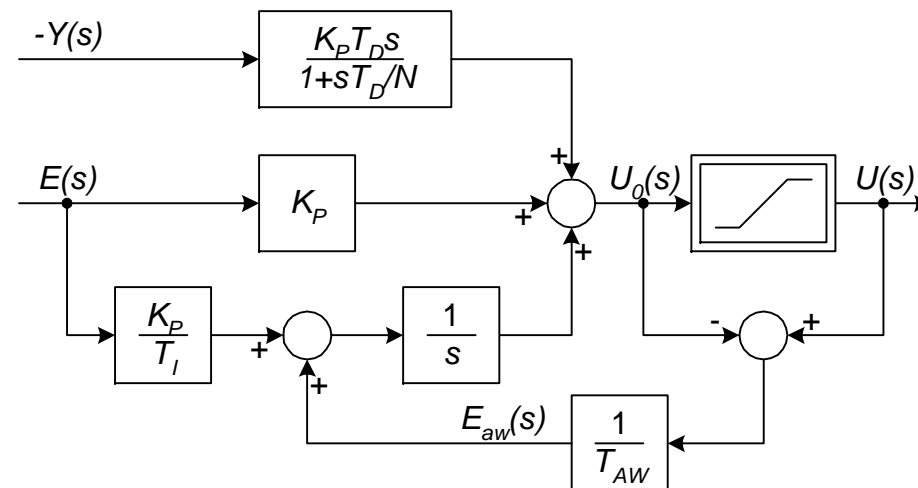 -Y(s)
K_P T_D s
1+sT_D/N
+
E(s)
K_P
+
U_0(s)
U(s)
+
K_P
T_I
+
1
s
-
+
+
E_aw(s)
1
T_AW